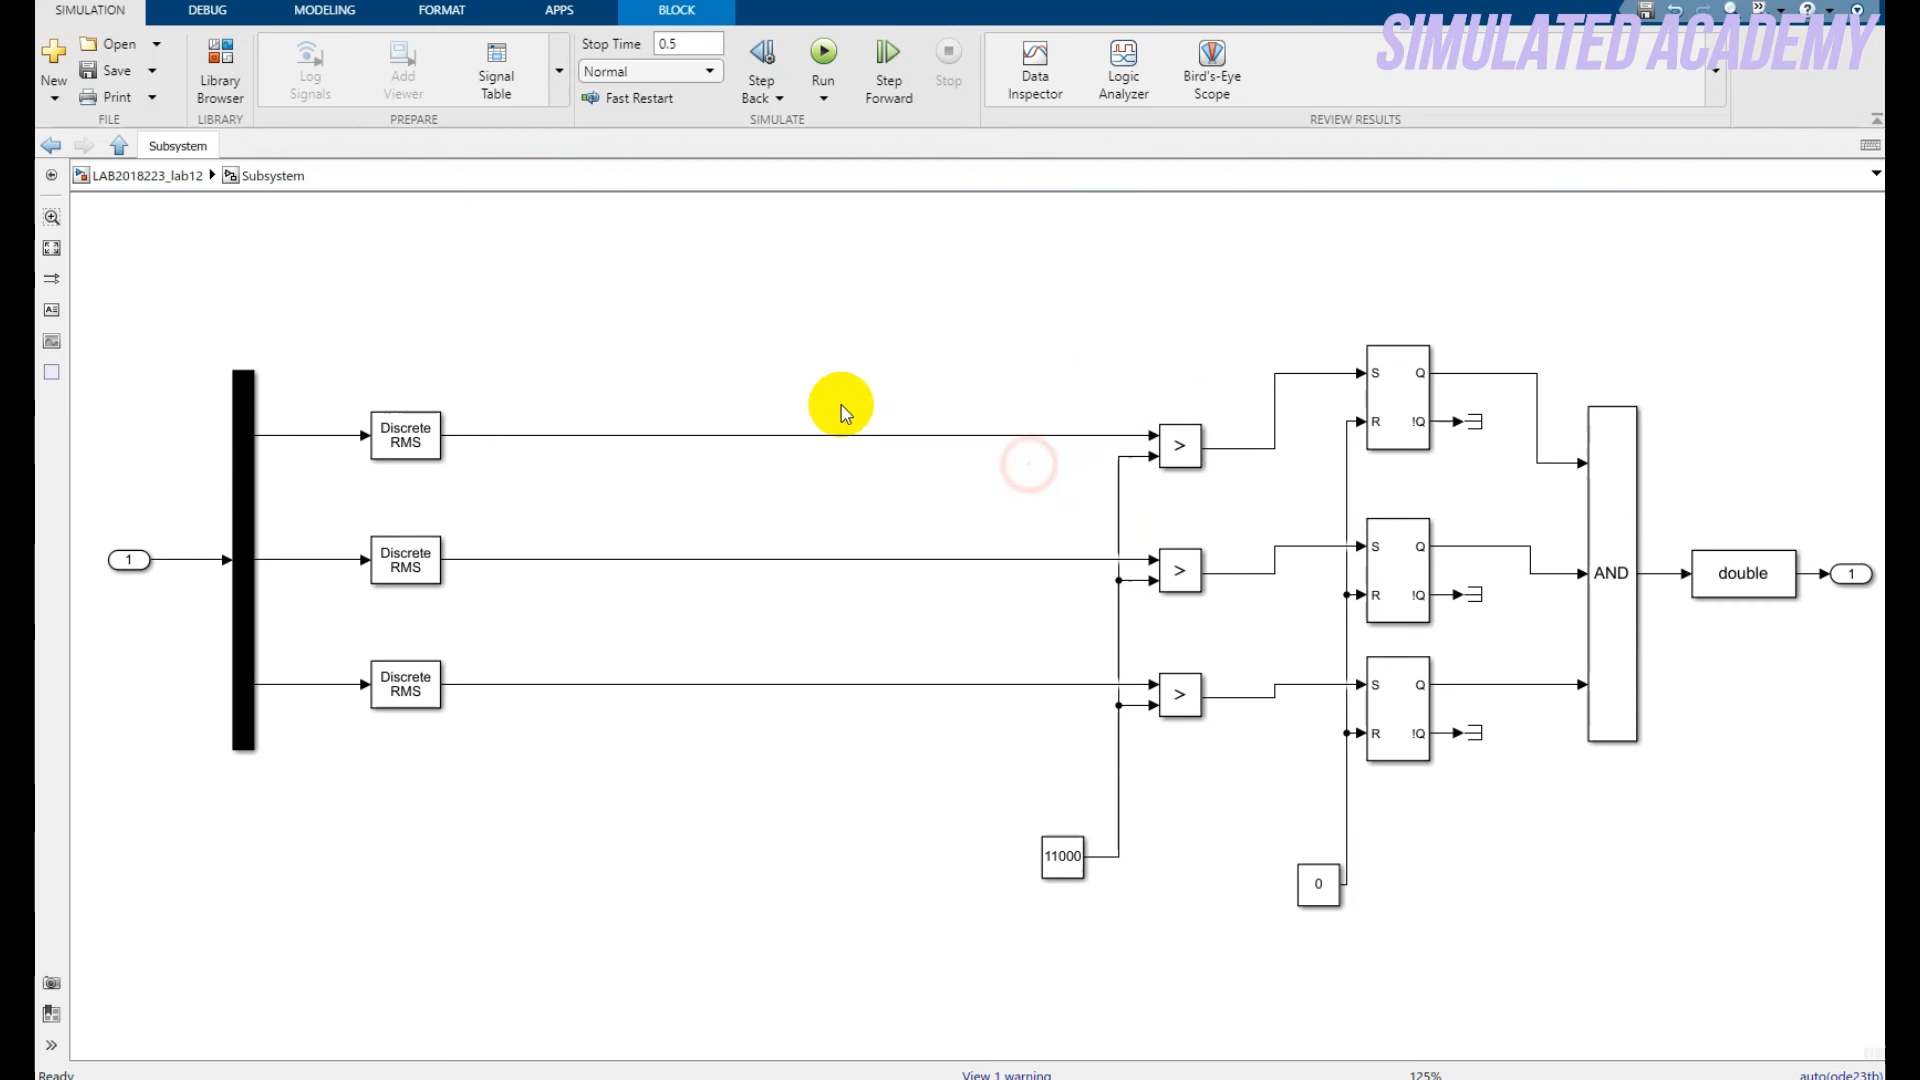 SIMULATION DEBUG MODELING FORMAT APPS BLOCK
SIMULATED ACADEMY
New
Open
Save
Print
FILE
Library
Browser
LIBRARY
Log
Signals
Add
Viewer
Signal
Table
PREPARE
Stop Time 0.5
Normal
Fast Restart
Step
Back
Run
Step
Forward
Stop
SIMULATE
Data
Inspector
Logic
Analyzer
Bird's-Eye
Scope
REVIEW RESULTS
Subsystem
LAB2018223_lab12 Subsystem
1
Discrete
RMS
Discrete
RMS
Discrete
RMS
>
>
>
11000
0
S Q
R !Q
S Q
R !Q
S Q
R !Q
AND
double
1
Ready View 1 warning 125% auto(ode23tb)